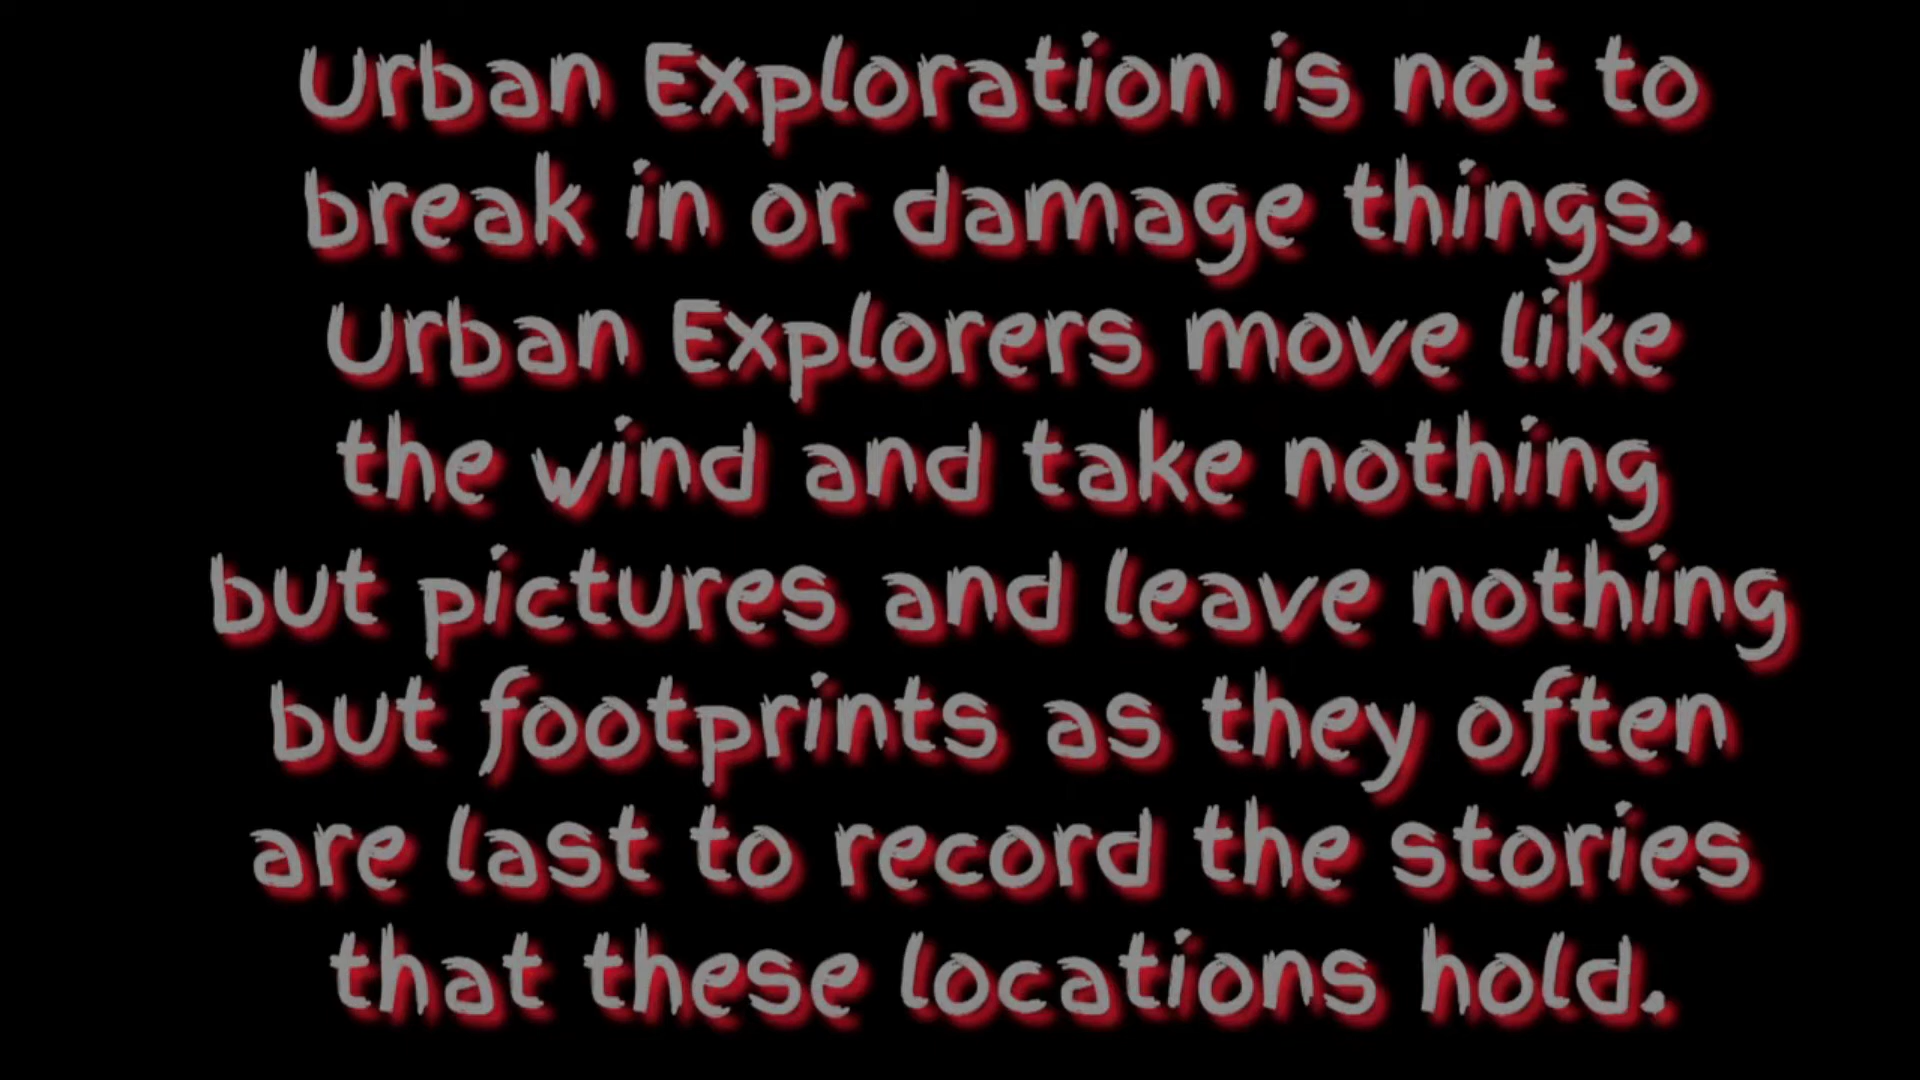 Urban Exploration is not to
break in or damage things.
Urban Explorers move like
the wind and take nothing
but pictures and leave nothing
but footprints as they often
are last to record the stories
that these locations hold.